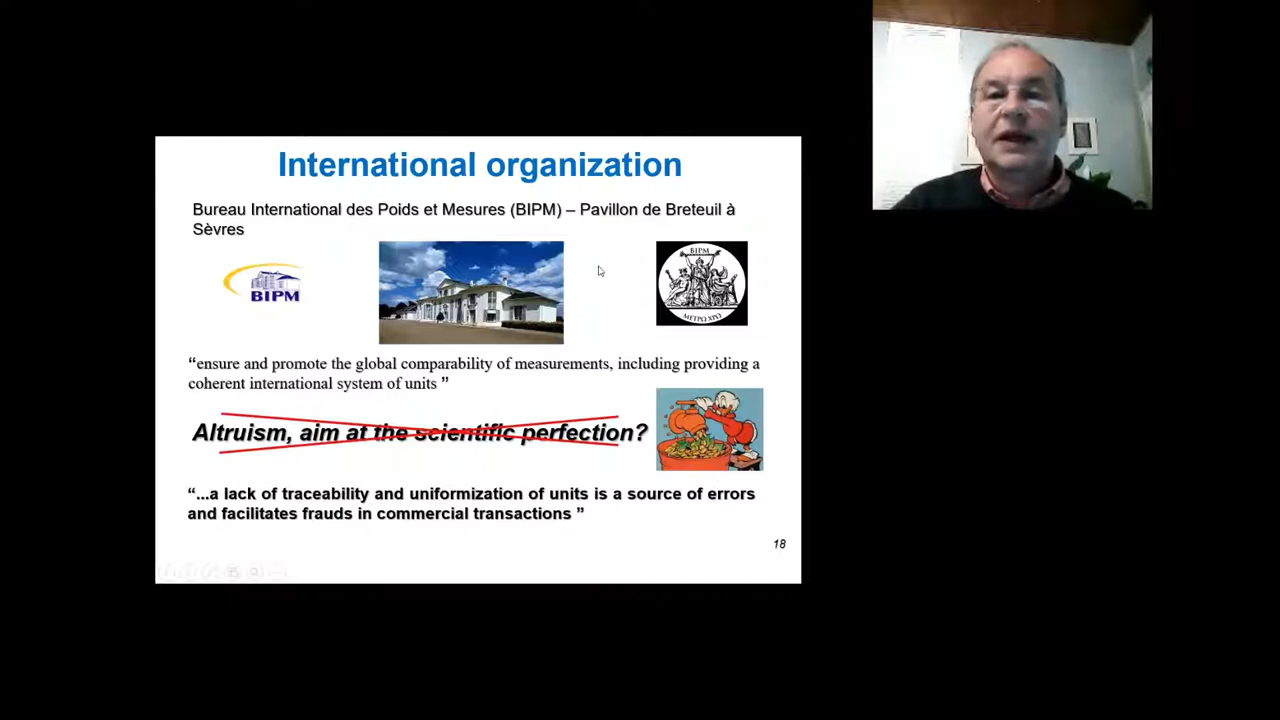 International organization
Bureau International des Poids et Mesures (BIPM) – Pavillon de Breteuil à
Sèvres
BIPM
BIPM
ΜΕΤΡΩ ΧΡΩ
“ensure and promote the global comparability of measurements, including providing a
coherent international system of units ”
Altruism, aim at the scientific perfection?
“...a lack of traceability and uniformization of units is a source of errors
and facilitates frauds in commercial transactions ”
18